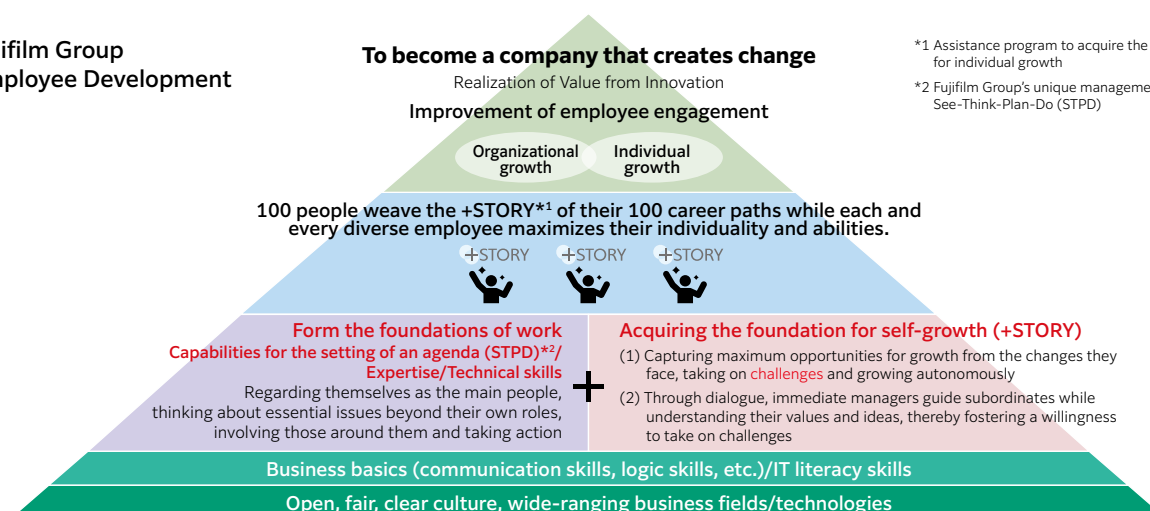 ifilm Group
mployee Development
To become a company that creates change
Realization of Value from Innovation
Improvement of employee engagement
Organizational
growth
Individual
growth
*1 Assistance program to acquire the
for individual growth
*2 Fujifilm Group's unique manageme
See-Think-Plan-Do (STPD)
100 people weave the +STORY*1 of their 100 career paths while each and
every diverse employee maximizes their individuality and abilities.
+STORY
+STORY
+STORY
Form the foundations of work
Capabilities for the setting of an agenda (STPD)*2/
Expertise/Technical skills
Regarding themselves as the main people,
thinking about essential issues beyond their own roles,
involving those around them and taking action
+
Acquiring the foundation for self-growth (+STORY)
(1) Capturing maximum opportunities for growth from the changes they
face, taking on challenges and growing autonomously
(2) Through dialogue, immediate managers guide subordinates while
understanding their values and ideas, thereby fostering a willingness
to take on challenges
Business basics (communication skills, logic skills, etc.)/IT literacy skills
Open, fair, clear culture, wide-ranging business fields/technologies